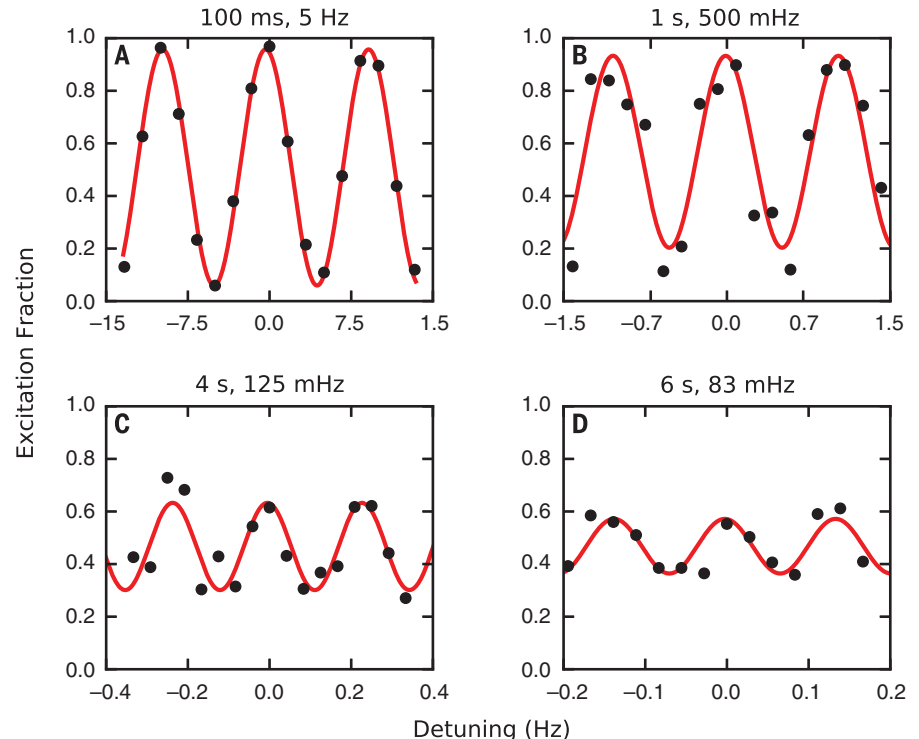 100 ms, 5 Hz
A
1.0
0.8
0.6
0.4
0.2
0.0
−15 −7.5 0.0 7.5 1.5
1 s, 500 mHz
B
1.0
0.8
0.6
0.4
0.2
0.0
−1.5 −0.7 0.0 0.7 1.5
Excitation Fraction
4 s, 125 mHz
C
1.0
0.8
0.6
0.4
0.2
0.0
−0.4 −0.2 0.0 0.2 0.4
6 s, 83 mHz
D
1.0
0.8
0.6
0.4
0.2
0.0
−0.2 −0.1 0.0 0.1 0.2
Detuning (Hz)